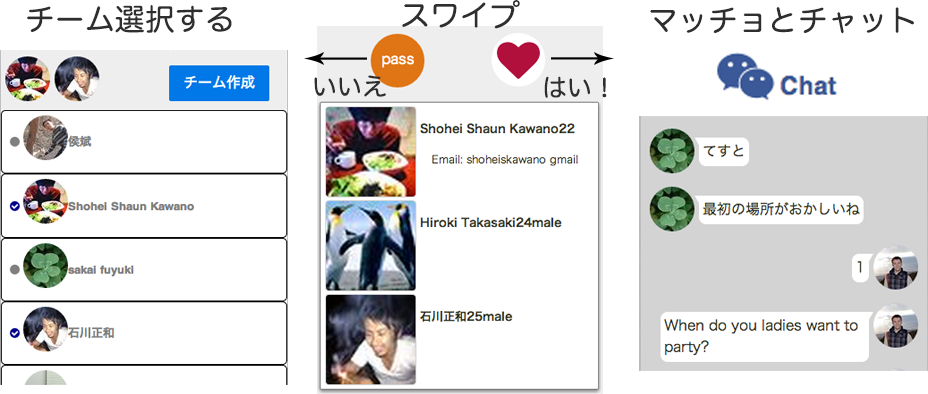 チーム選択する
チーム作成
侯斌
Shohei Shaun Kawano
sakai fuyuki
石川正和
スワイプ
pass
いいえ
はい！
Shohei Shaun Kawano22
Email: shoheiskawano gmail
Hiroki Takasaki24male
石川正和25male
マッチョとチャット
Chat
てすと
最初の場所がおかしいね
1
When do you ladies want to
party?